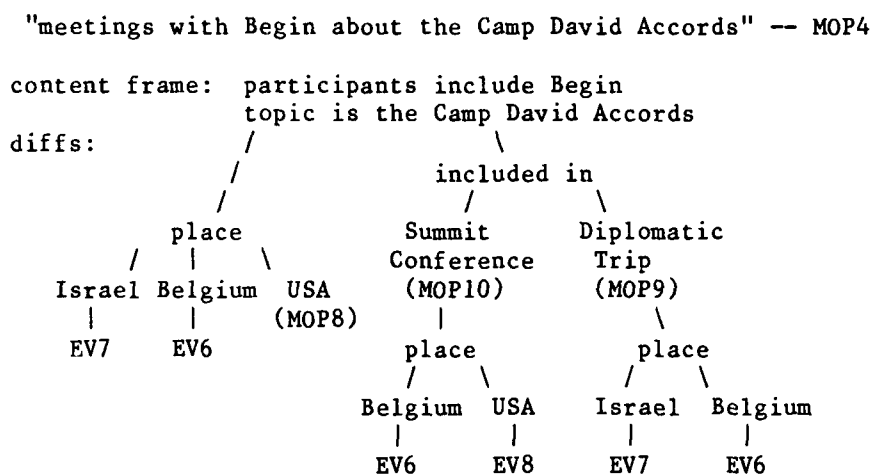 "meetings with Begin about the Camp David Accords" -- MOP4
content frame: participants include Begin
topic is the Camp David Accords
diffs: / \
/ included in
/ / \
place Summit Diplomatic
/ | \ Conference Trip
Israel Belgium USA (MOP10) (MOP9)
| | (MOP8) | \
EV7 EV6 place place
/ \ / \
Belgium USA Israel Belgium
| | | |
EV6 EV8 EV7 EV6